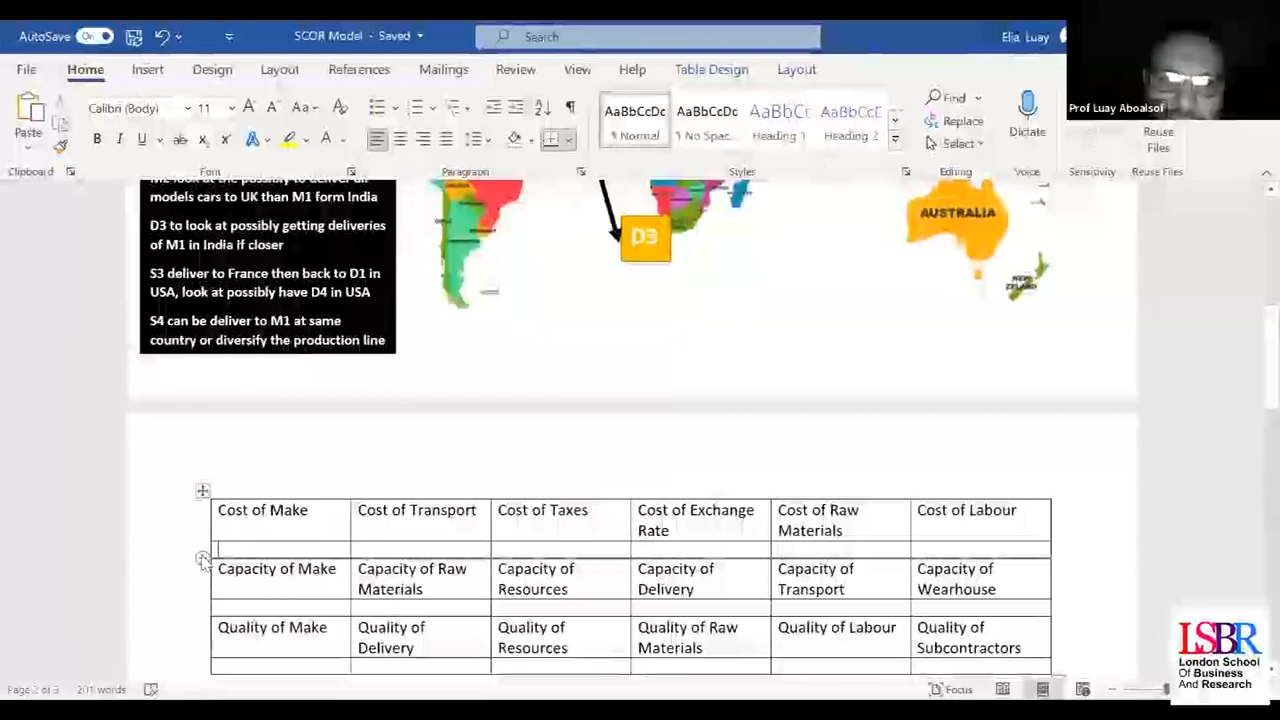 AutoSave On SCOR Model - Saved Search Elia Luay
File Home Insert Design Layout References Mailings Review View Help Table Design Layout
Prof Luay Aboalsof
Calibri (Body) 11
Paste
AaBbCcDc AaBbCcDc AaBbCc AaBbCcE
¶ Normal ¶ No Spac... Heading 1 Heading 2
Find
Replace
Select
Dictate
Reuse
Files
Clipboard Font Paragraph Styles Editing Voice Sensitivity Reuse Files
models cars to UK than M1 form India
D3 to look at possibly getting deliveries
of M1 in India if closer
S3 deliver to France then back to D1 in
USA, look at possibly have D4 in USA
S4 can be deliver to M1 at same
country or diversify the production line
D3
AUSTRALIA
NEW
ZEALAND
Cost of Make Cost of Transport Cost of Taxes Cost of Exchange Rate Cost of Raw Materials Cost of Labour
Capacity of Make Capacity of Raw Materials Capacity of Resources Capacity of Delivery Capacity of Transport Capacity of Wearhouse
Quality of Make Quality of Delivery Quality of Resources Quality of Raw Materials Quality of Labour Quality of Subcontractors
Page 2 of 3 201 words Focus
LSBR
London School
Of Business
And Research